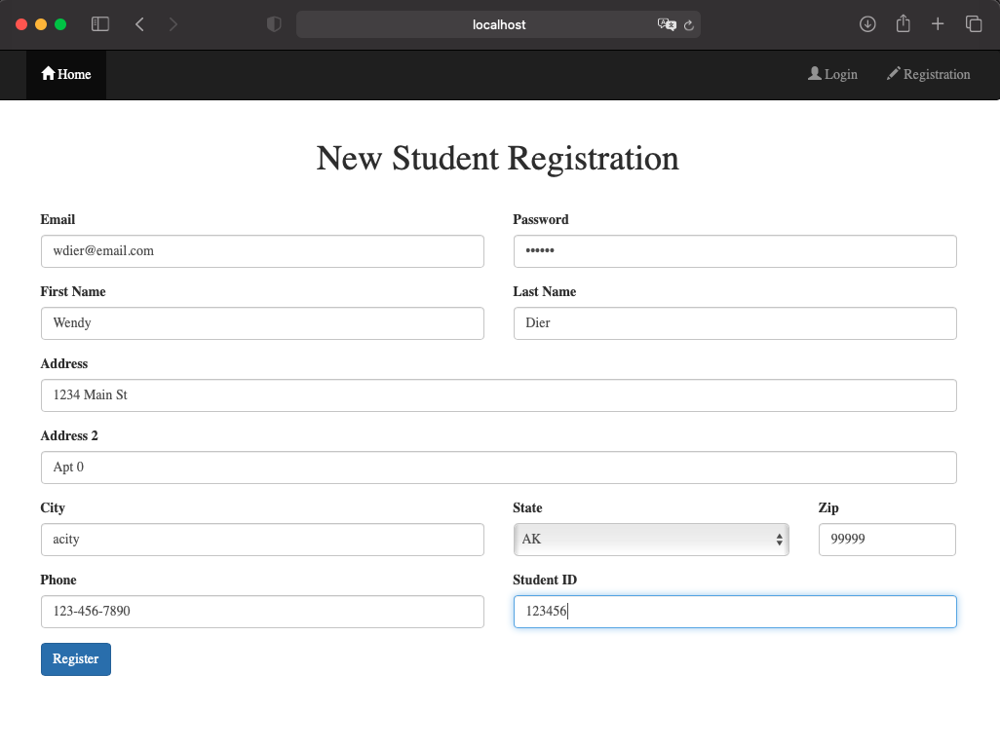 localhost
Home
Login Registration
New Student Registration
Email Password
wdier@email.com ••••••
First Name Last Name
Wendy Dier
Address
1234 Main St
Address 2
Apt 0
City State Zip
acity AK 99999
Phone Student ID
123-456-7890 123456
Register